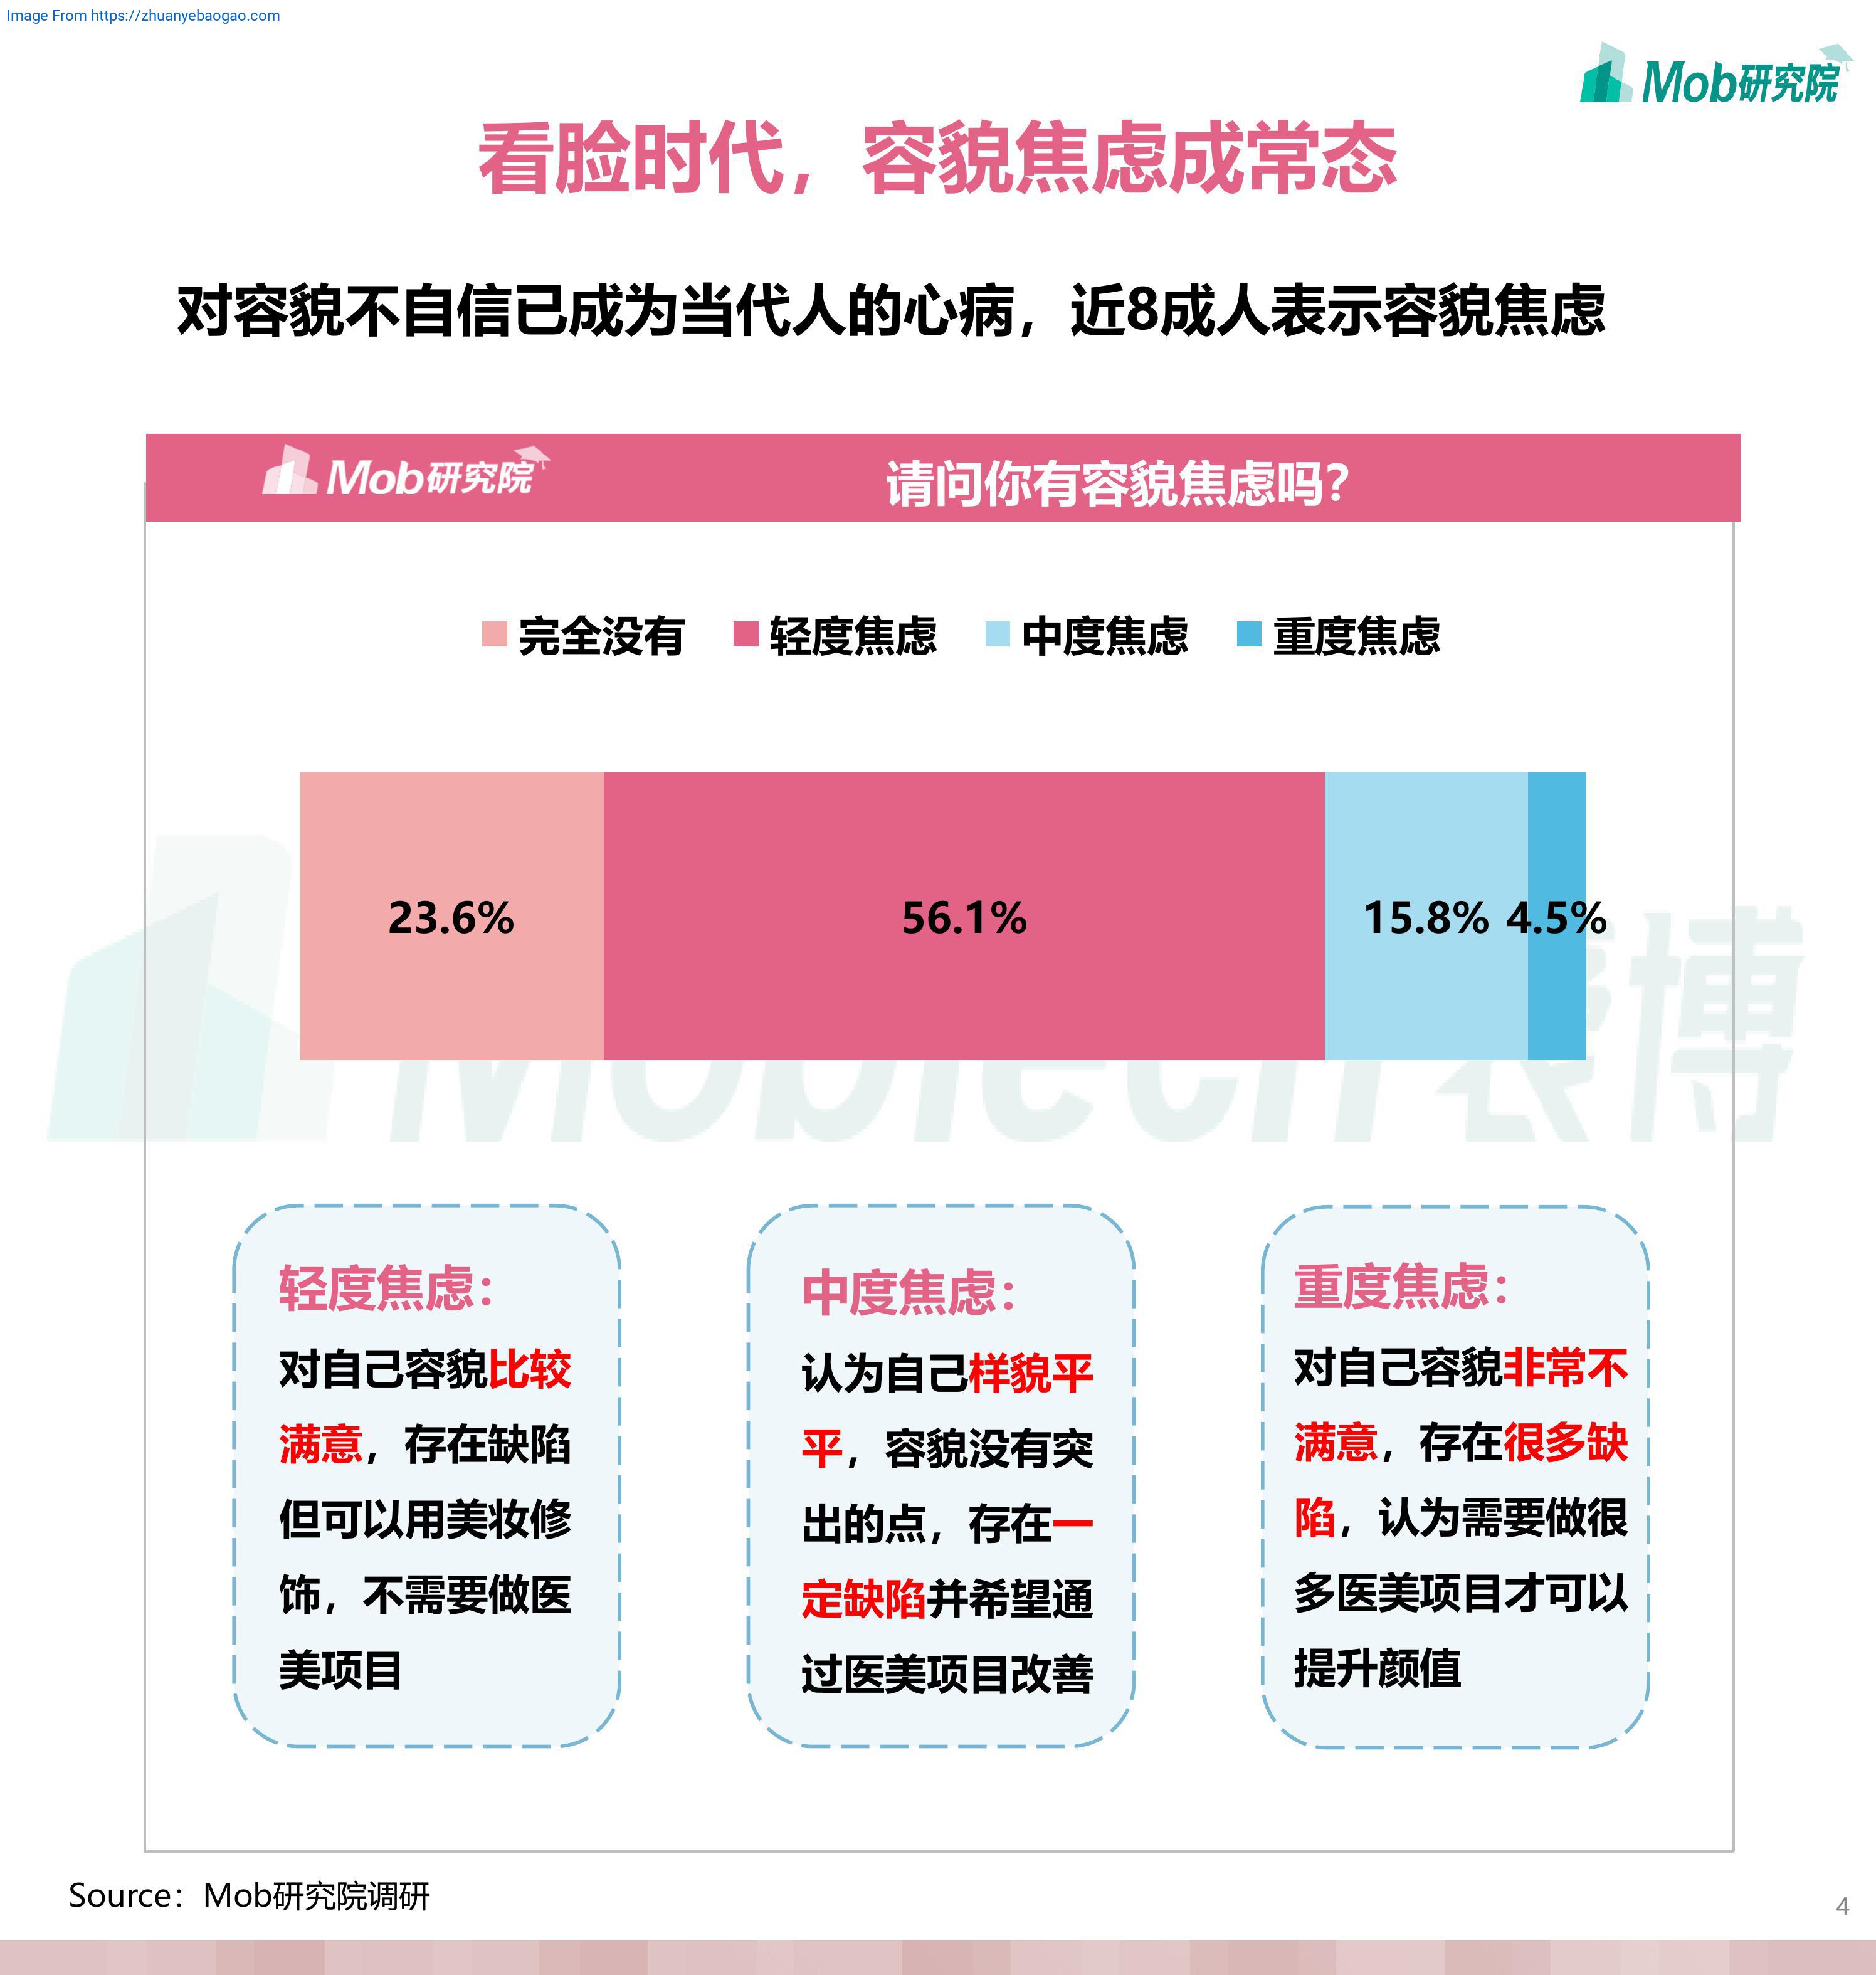 Image From https://zhuanyebaogao.com
Mob研究院
看脸时代，容貌焦虑成常态
对容貌不自信已成为当代人的心病，近8成人表示容貌焦虑
Mob研究院
请问你有容貌焦虑吗？
完全没有 轻度焦虑 中度焦虑 重度焦虑
23.6% 56.1% 15.8% 4.5%
MobTech袤博
轻度焦虑：
对自己容貌比较
满意，存在缺陷
但可以用美妆修
饰，不需要做医
美项目
中度焦虑：
认为自己样貌平
平，容貌没有突
出的点，存在一
定缺陷并希望通
过医美项目改善
重度焦虑：
对自己容貌非常不
满意，存在很多缺
陷，认为需要做很
多医美项目才可以
提升颜值
Source：Mob研究院调研
4